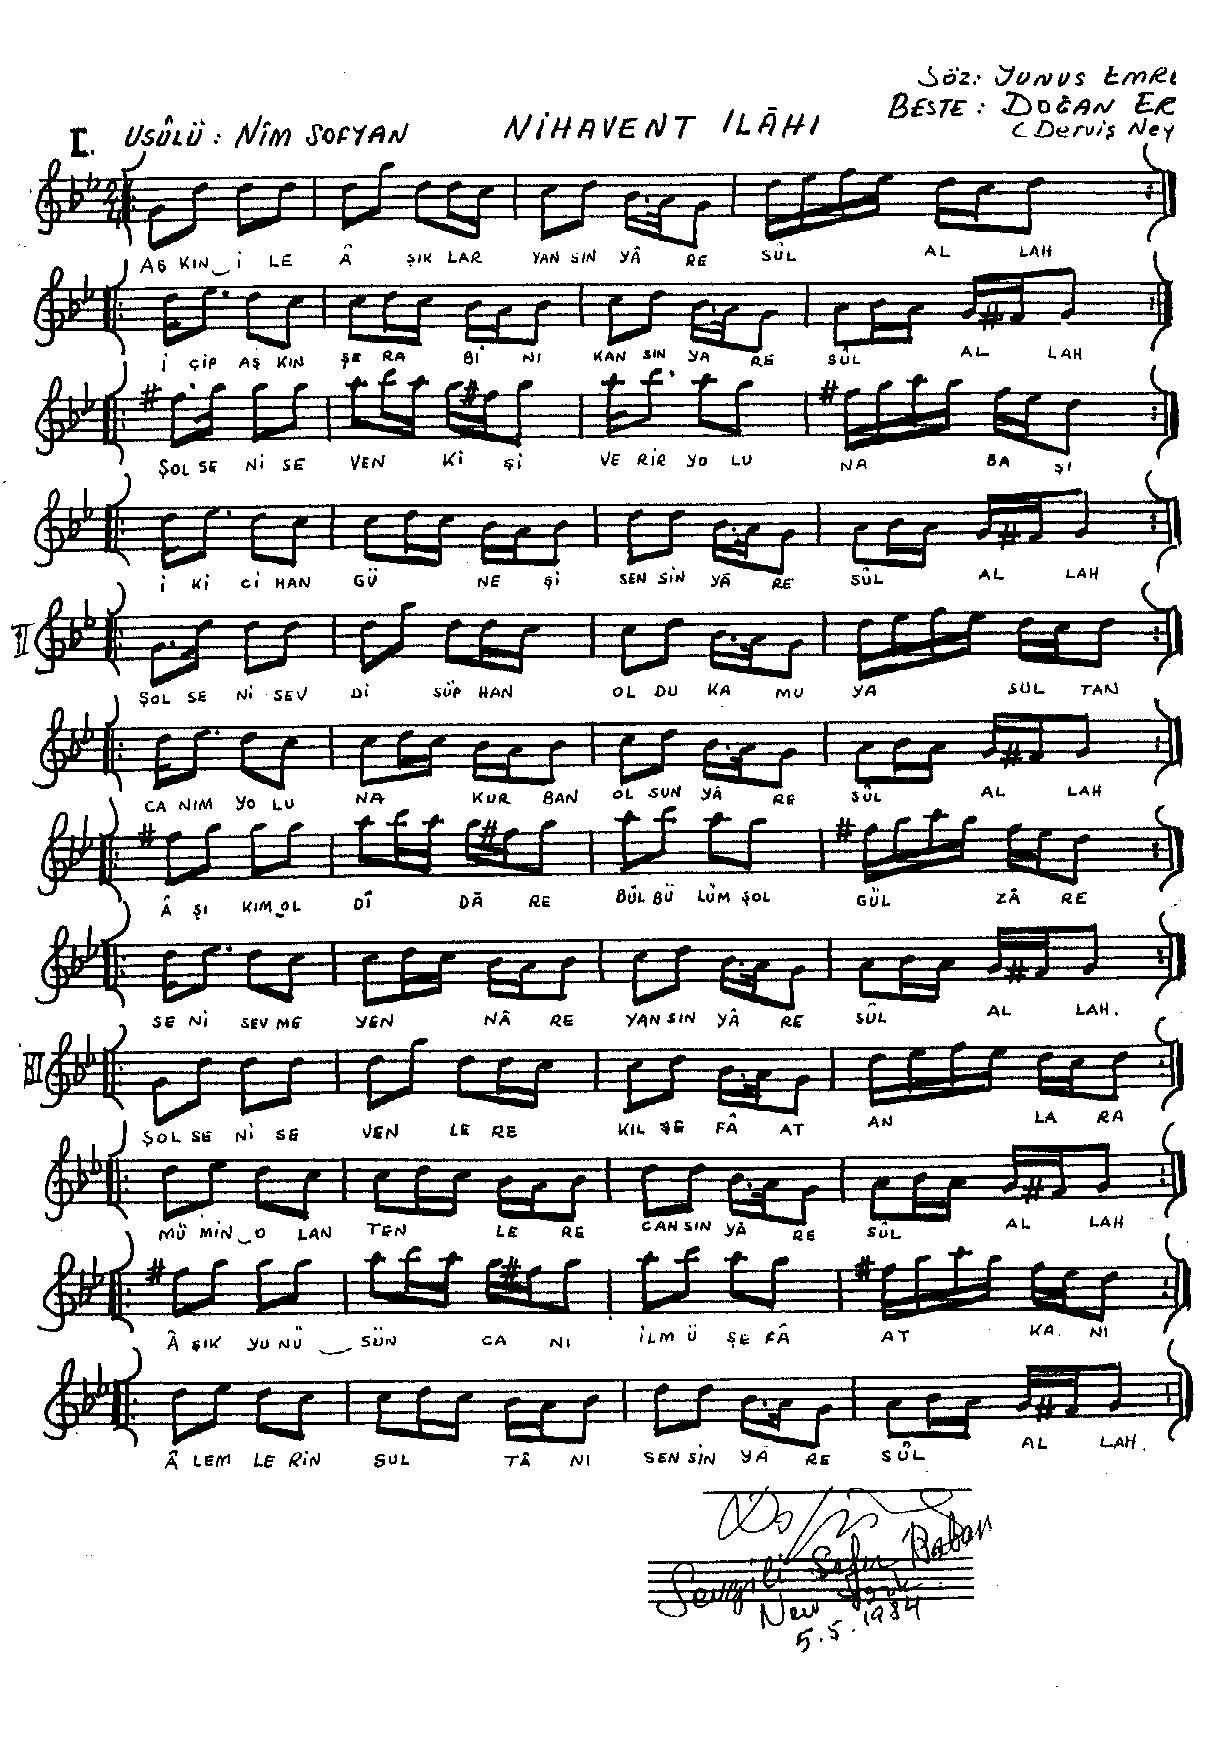 SÖZ: YUNUS EMRE
BESTE: DOĞAN ER
( Derviş Ney
NİHAVENT ILÂHI
I. USÛLÜ: NÎM SOFYAN
AŞ KIN_İ LE Â ŞIK LAR YAN SIN YÂ RE SÛL AL LAH
İ ÇİP AŞ KIN ŞE RA BI NI KAN SIN YA RE SÛL AL LAH
ŞOL SE Nİ SE VEN Kİ Şİ VE RİR YO LU NA BA ŞI
İ Kİ Cİ HAN GÜ NE Şİ SEN SİN YÂ RE SÛL AL LAH
II
ŞOL SE Nİ SEV Dİ SÜP HAN OL DU KA MU YA SUL TAN
CA NIM YO LU NA KUR BAN OL SUN YÂ RE SÛL AL LAH
Â ŞI KIM_OL DÎ DÂ RE BÜL BÜ LÜM ŞOL GÜL ZÂ RE
SE Nİ SEV ME YEN NÂ RE YAN SIN YÂ RE SÛL AL LAH.
III
ŞOL SE Nİ SE VEN LE RE KIL ŞE FÂ AT AN LA RA
MÜ MİN_O LAN TEN LE RE CAN SIN YÂ RE SÛL AL LAH
Â ŞIK YU NÜ_SÜN CA NI İLM Ü ŞE FÂ AT KA NI
Â LEM LE RİN SUL TÂ NI SEN SİN YÂ RE SÛL AL LAH.
Sevgili Sefer Baban
New York
5.5.1984